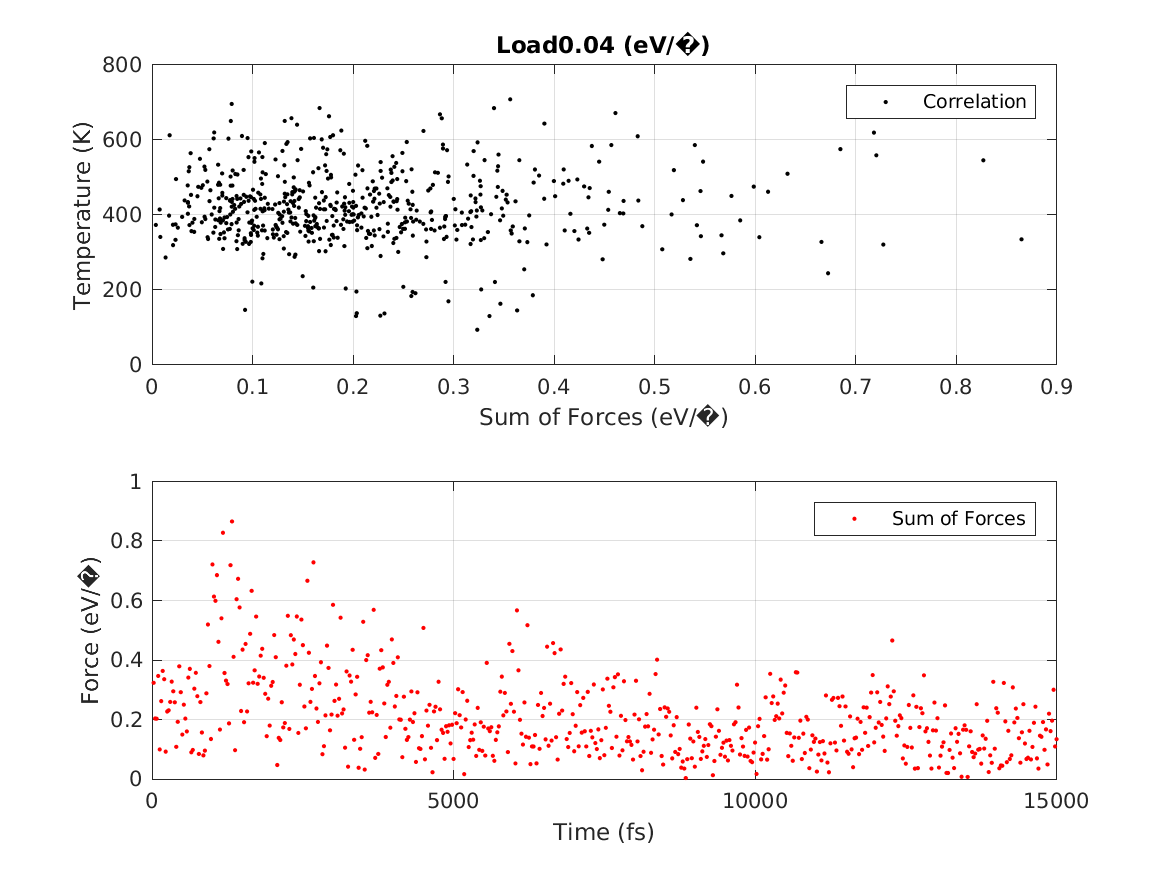 Load0.04 (eV/�)
800
600
400
200
0
Temperature (K)
Correlation
0 0.1 0.2 0.3 0.4 0.5 0.6 0.7 0.8 0.9
Sum of Forces (eV/�)
1
0.8
0.6
0.4
0.2
0
Force (eV/�)
Sum of Forces
0 5000 10000 15000
Time (fs)